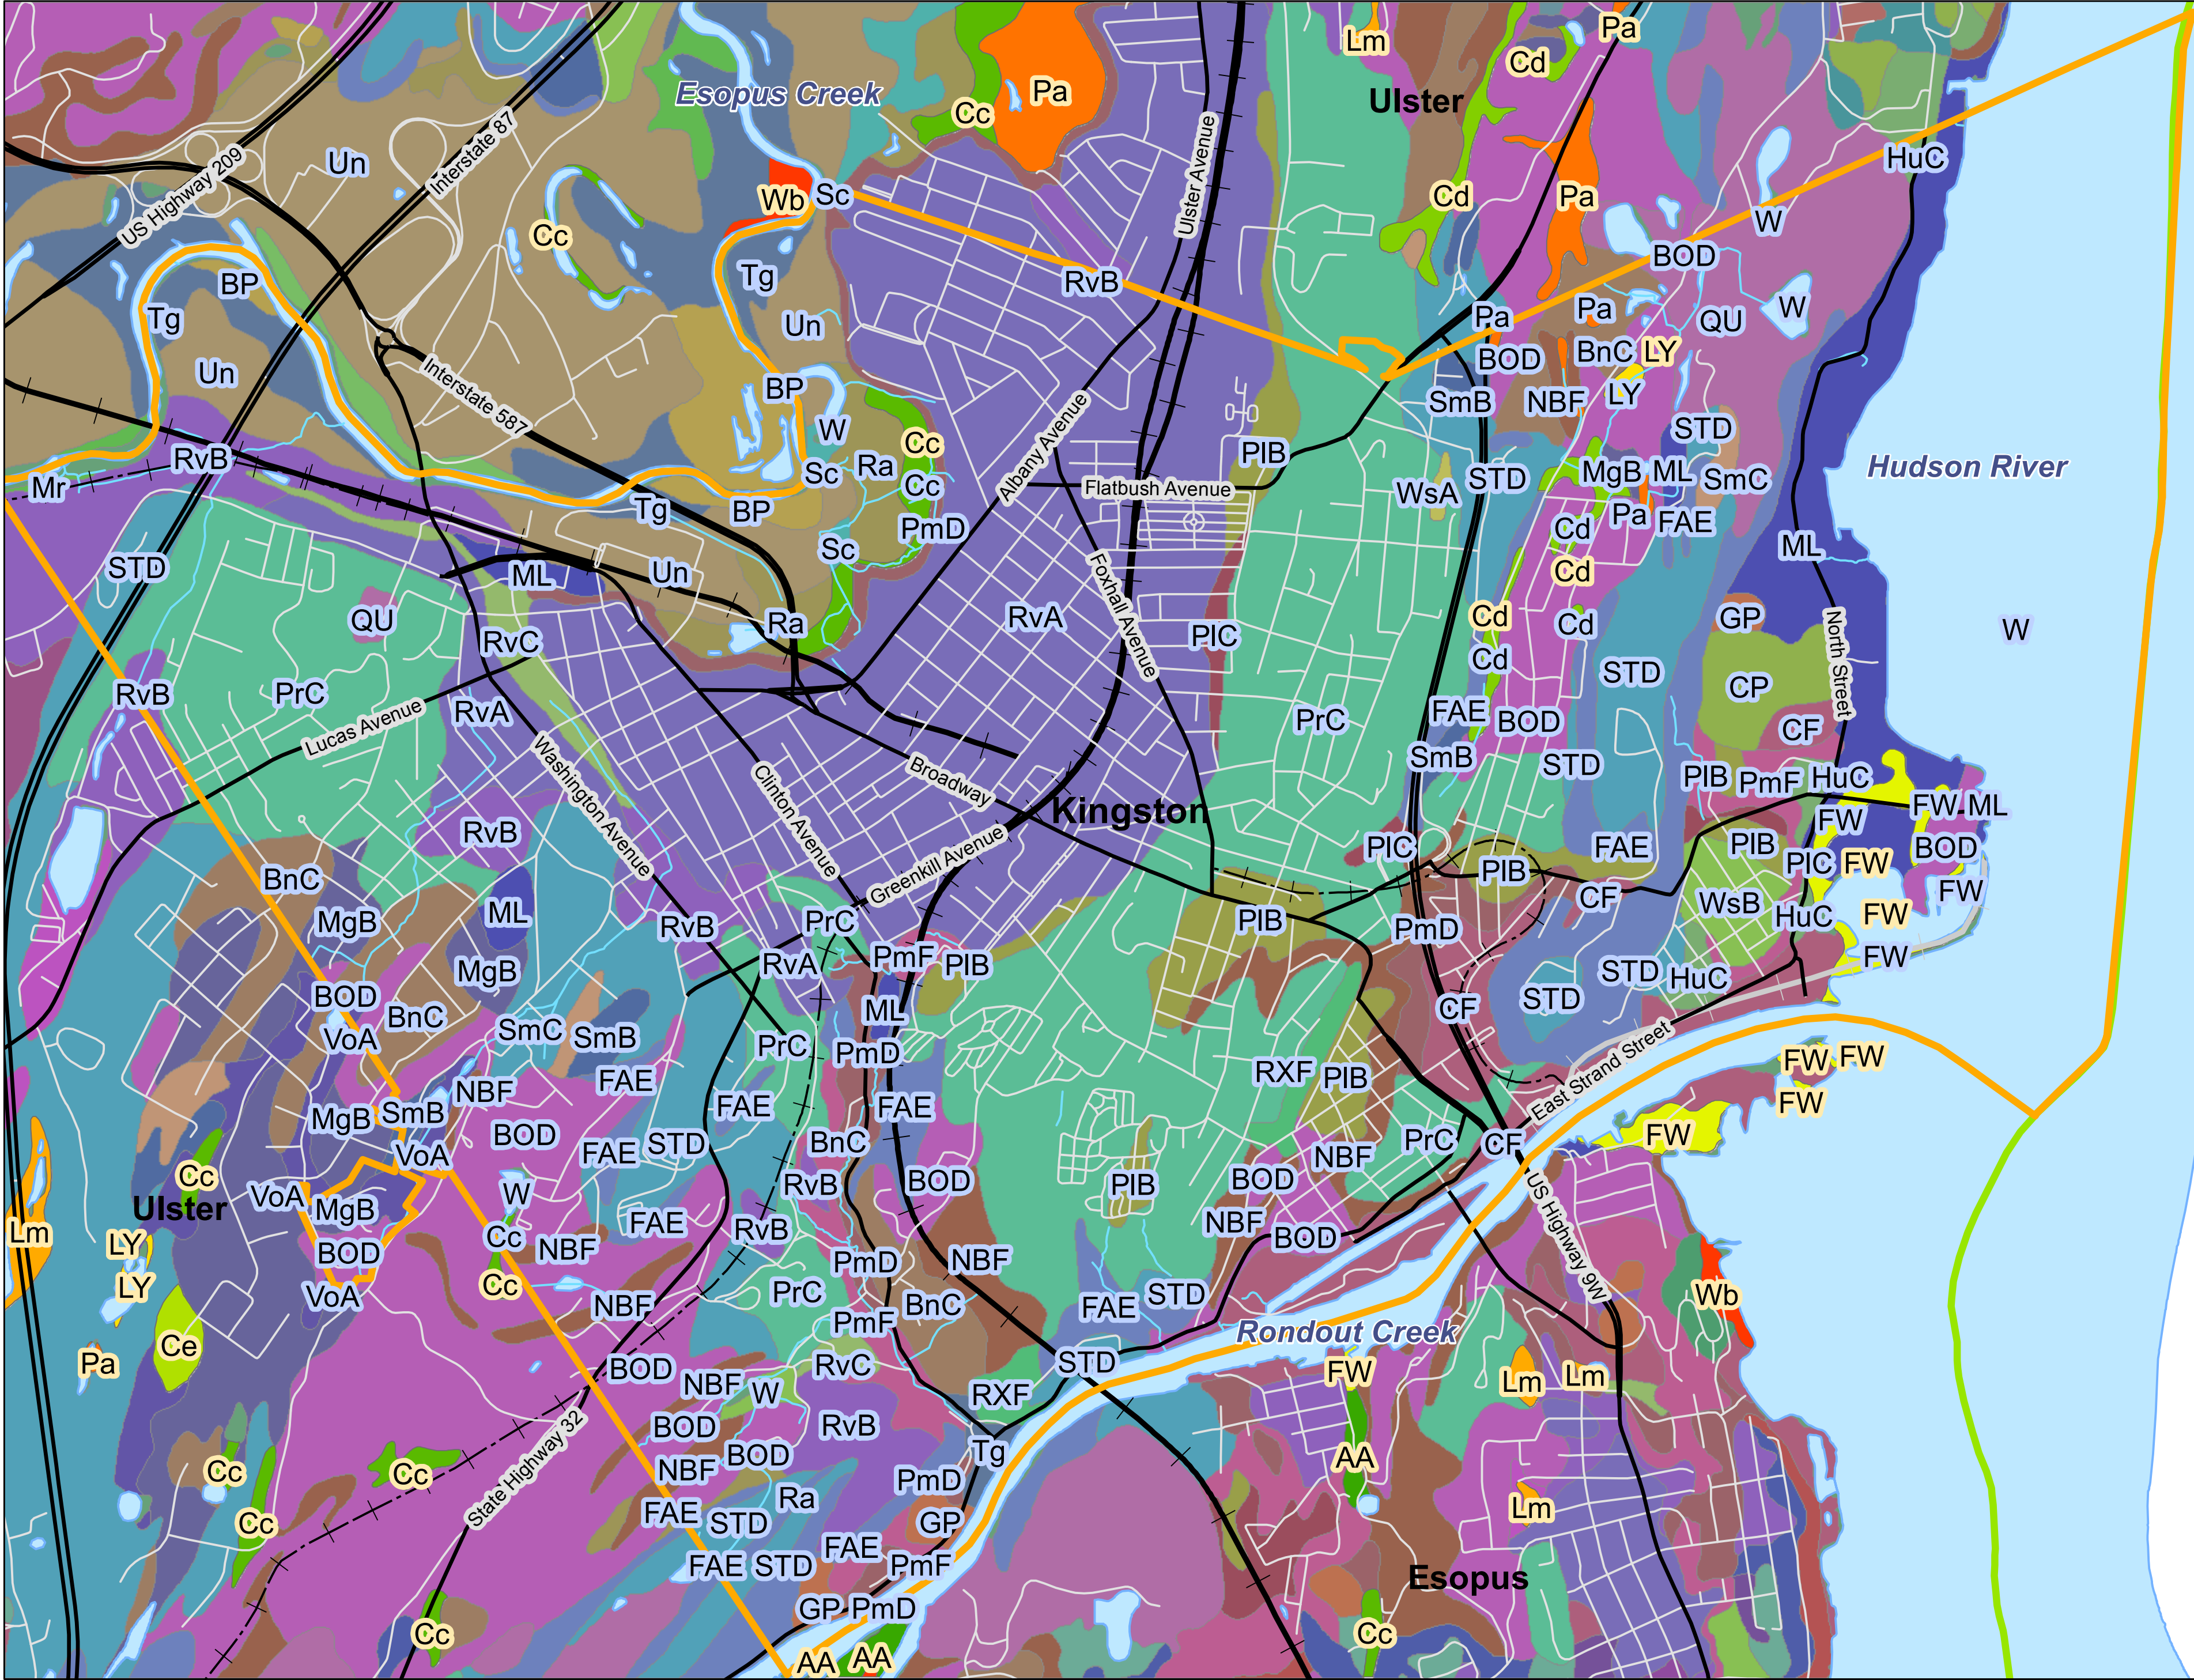 Lm
Pa
Cd
Esopus Creek
Pa
Cc
Ulster
Un
US Highway 209
Interstate 87
Ulster Avenue
HuC
Wb
Sc
Cd
Pa
W
Cc
BOD
Tg
BP
RvB
Tg
Un
Pa
Pa
QU
W
Un
Interstate 587
BP
BOD
BnC
LY
LY
SmB
NBF
Albany Avenue
W
Cc
STD
PlB
RvB
Mr
Sc
Ra
Cc
Flatbush Avenue
WsA
STD
MgB
ML
SmC
Hudson River
Tg
BP
PmD
Cd
Pa
FAE
Sc
ML
STD
ML
Un
Foxhall Avenue
Cd
QU
Ra
RvA
Cd
Cd
GP
North Street
W
RvC
PlC
Cd
STD
RvB
PrC
CP
RvA
Lucas Avenue
PrC
FAE
BOD
CF
Washington Avenue
Clinton Avenue
Broadway
SmB
STD
PlB
PmF
HuC
Kingston
FW
ML
FW
RvB
Greenkill Avenue
PlC
FAE
PlB
BOD
BnC
PlB
PlC
FW
CF
FW
MgB
ML
RvB
PrC
PlB
PmD
WsB
HuC
FW
FW
MgB
RvA
PmF
PlB
STD
HuC
BOD
BnC
ML
CF
STD
VoA
SmC
SmB
PrC
PmD
East Strand Street
FW
FW
NBF
FAE
RXF
PlB
FW
MgB
SmB
FAE
FAE
BOD
BnC
PrC
CF
FW
VoA
FAE
STD
NBF
Cc
VoA
W
RvB
BOD
PlB
BOD
US Highway 9W
Ulster
MgB
Lm
LY
BOD
Cc
NBF
FAE
RvB
NBF
BOD
LY
VoA
Cc
NBF
PmD
NBF
PrC
BnC
FAE
STD
Wb
Ce
PmF
Rondout Creek
Pa
BOD
RvC
STD
FW
Lm
Lm
NBF
W
RXF
BOD
RvB
State Highway 32
BOD
Tg
AA
Cc
Cc
NBF
PmD
Ra
Lm
Cc
FAE
STD
GP
FAE
FAE
STD
PmF
Esopus
GP
PmD
Cc
Cc
AA
AA